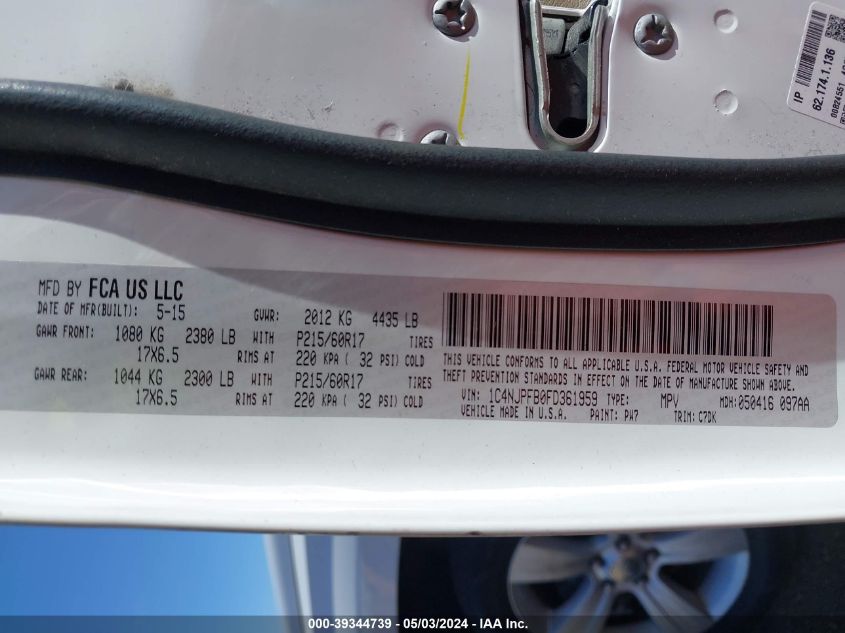 IP
62.174.1.136
MFD BY FCA US LLC
DATE OF MFR(BUILT): 5-15 GVWR: 2012 KG 4435 LB
GAWR FRONT: 1080 KG 2380 LB WITH P215/60R17 TIRES
17X6.5 RIMS AT 220 KPA ( 32 PSI) COLD
GAWR REAR: 1044 KG 2300 LB WITH P215/60R17 TIRES
17X6.5 RIMS AT 220 KPA ( 32 PSI) COLD
THIS VEHICLE CONFORMS TO ALL APPLICABLE U.S.A. FEDERAL MOTOR VEHICLE SAFETY AND
THEFT PREVENTION STANDARDS IN EFFECT ON THE DATE OF MANUFACTURE SHOWN ABOVE.
VIN: 1C4NJPFB0FD361959 TYPE: MPV MDH:050416 097AA
VEHICLE MADE IN U.S.A. PAINT: PW7 TRIM: C7DK
000-39344739 - 05/03/2024 - IAA Inc.